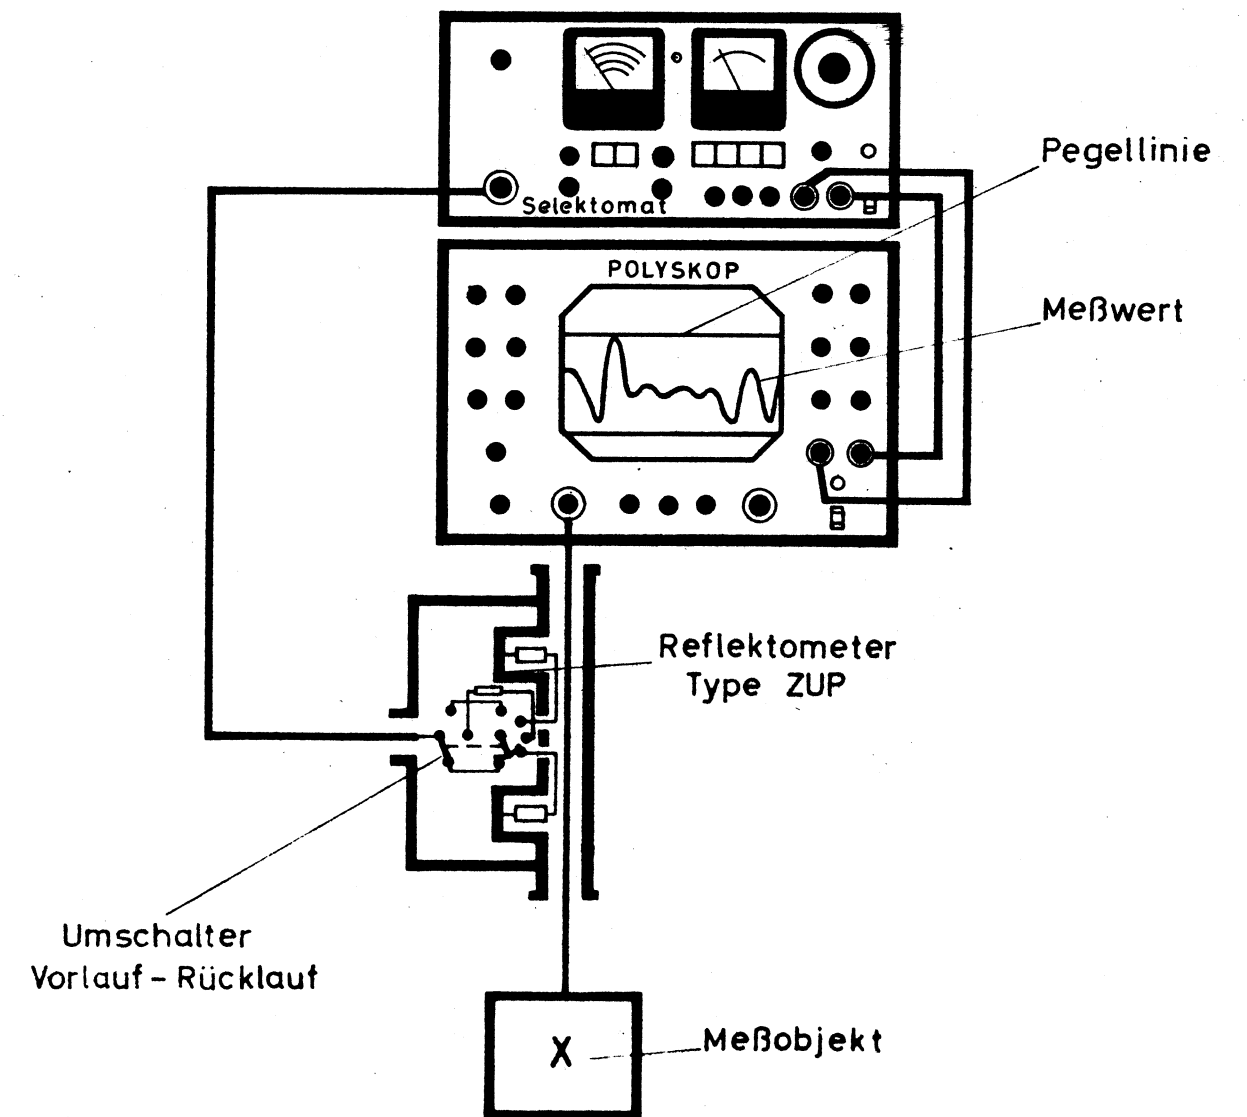 Pegellinie
Selektomat
POLYSKOP
Meßwert
Reflektometer
Type ZUP
Umschalter
Vorlauf-Rücklauf
X
Meßobjekt